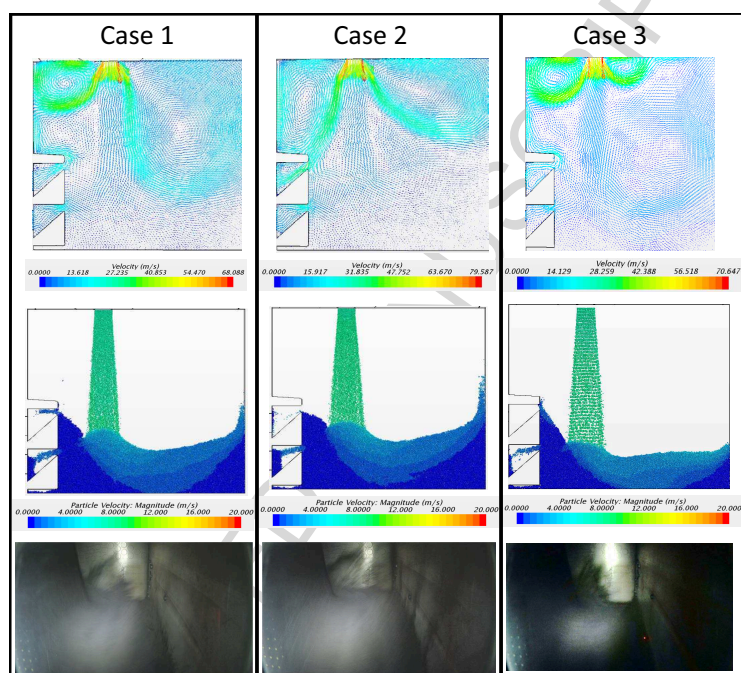 Case 1
Case 2
Case 3
Velocity (m/s)
0.0000 13.618 27.235 40.853 54.470 68.088
Velocity (m/s)
0.0000 15.917 31.835 47.752 63.670 79.587
Velocity (m/s)
0.0000 14.129 28.259 42.388 56.518 70.647
Particle Velocity: Magnitude (m/s)
0.0000 4.0000 8.0000 12.000 16.000 20.000
Particle Velocity: Magnitude (m/s)
0.0000 4.0000 8.0000 12.000 16.000 20.000
Particle Velocity: Magnitude (m/s)
0.0000 4.0000 8.0000 12.000 16.000 20.000